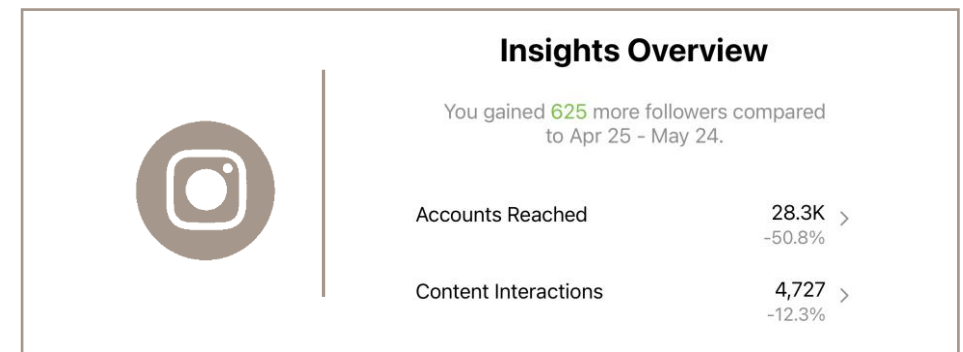 Insights Overview
You gained 625 more followers compared
to Apr 25 - May 24.
Accounts Reached 28.3K
-50.8%
Content Interactions 4,727
-12.3%